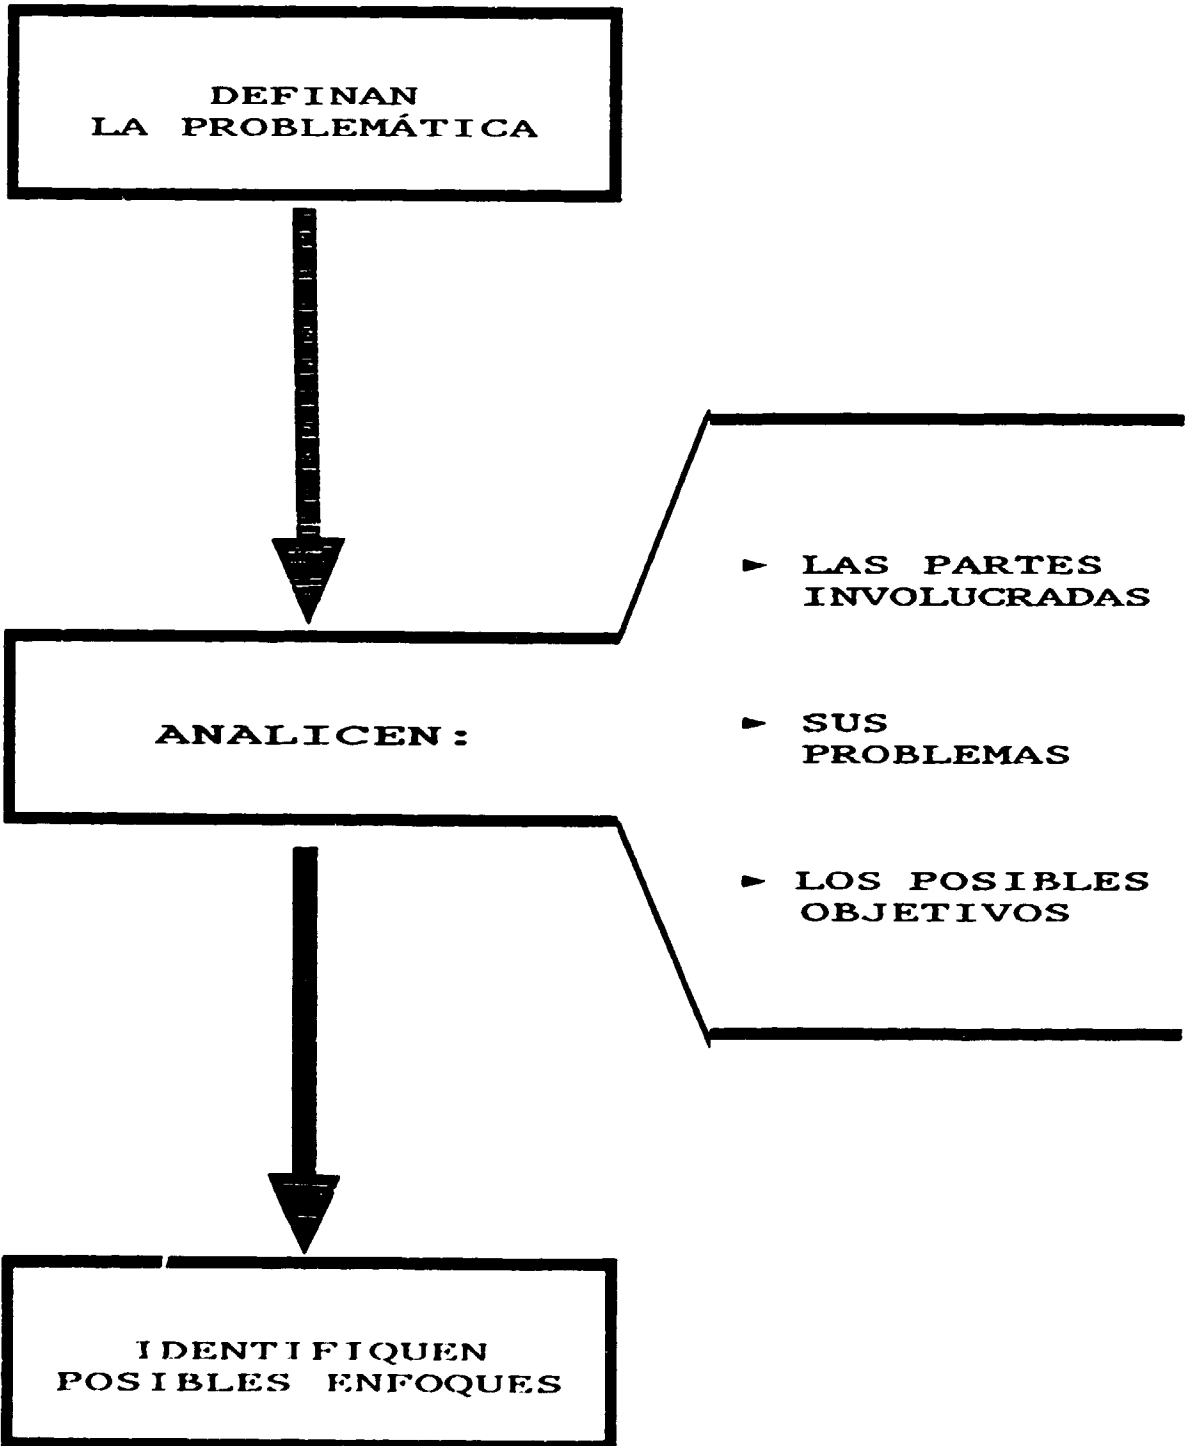 DEFINAN
LA PROBLEMÁTICA
ANALICEN:
► LAS PARTES
INVOLUCRADAS
► SUS
PROBLEMAS
► LOS POSIBLES
OBJETIVOS
IDENTIFIQUEN
POSIBLES ENFOQUES